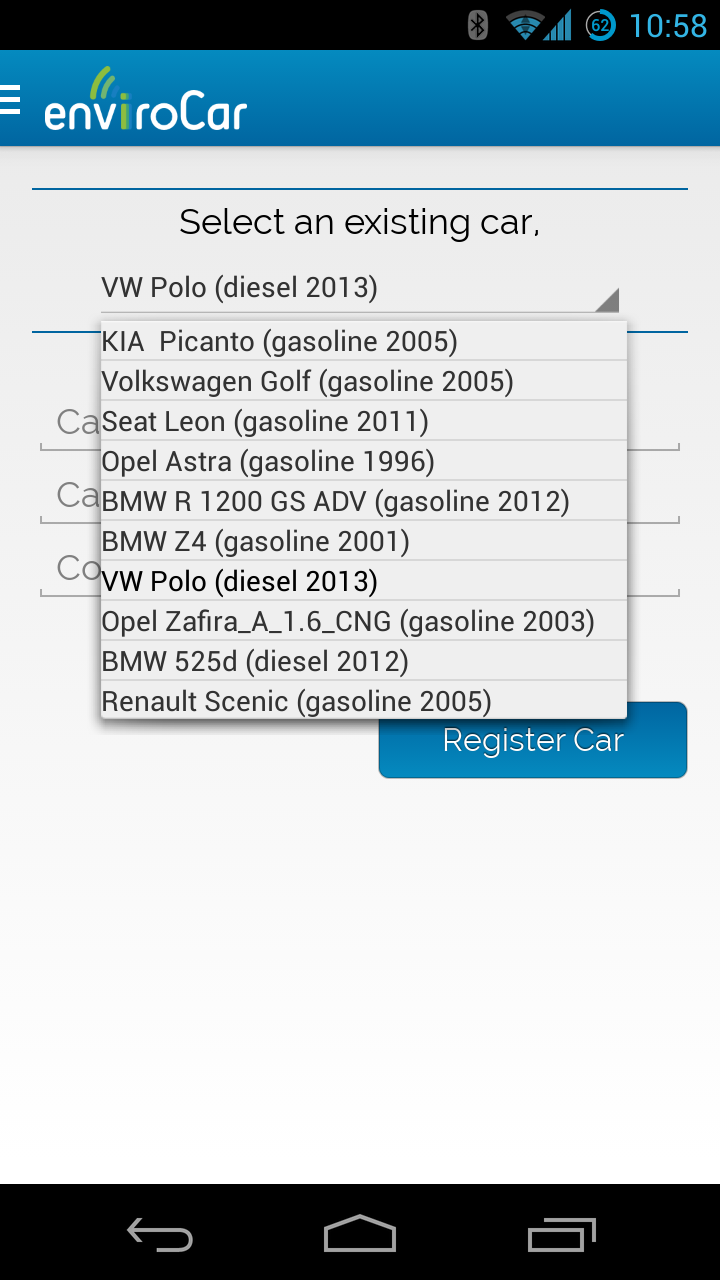 62 10:58
enviroCar
Select an existing car,
VW Polo (diesel 2013)
KIA  Picanto (gasoline 2005)
Volkswagen Golf (gasoline 2005)
Seat Leon (gasoline 2011)
Opel Astra (gasoline 1996)
BMW R 1200 GS ADV (gasoline 2012)
BMW Z4 (gasoline 2001)
VW Polo (diesel 2013)
Opel Zafira_A_1.6_CNG (gasoline 2003)
BMW 525d (diesel 2012)
Renault Scenic (gasoline 2005)
Register Car